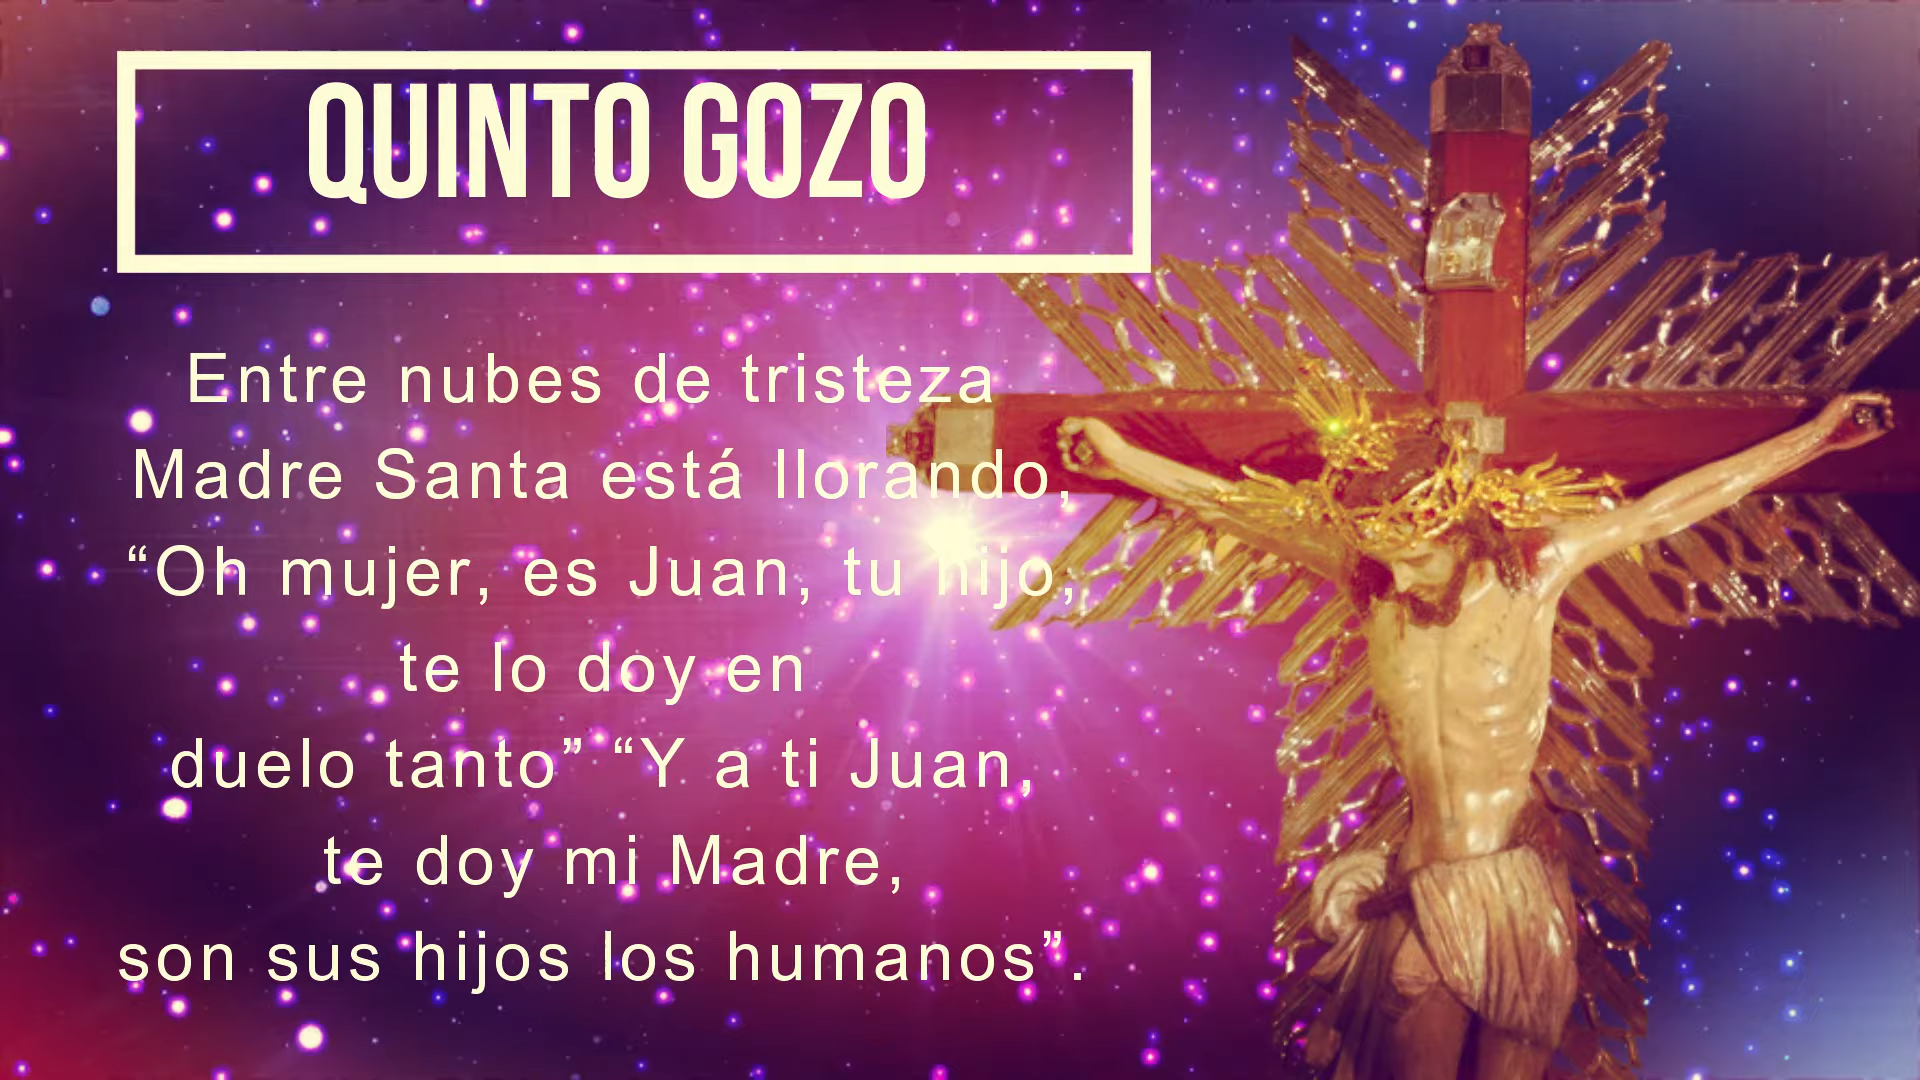 QUINTO GOZO
Entre nubes de tristeza
Madre Santa está llorando,
“Oh mujer, es Juan, tu hijo,
te lo doy en
duelo tanto” “Y a ti Juan,
te doy mi Madre,
son sus hijos los humanos”.